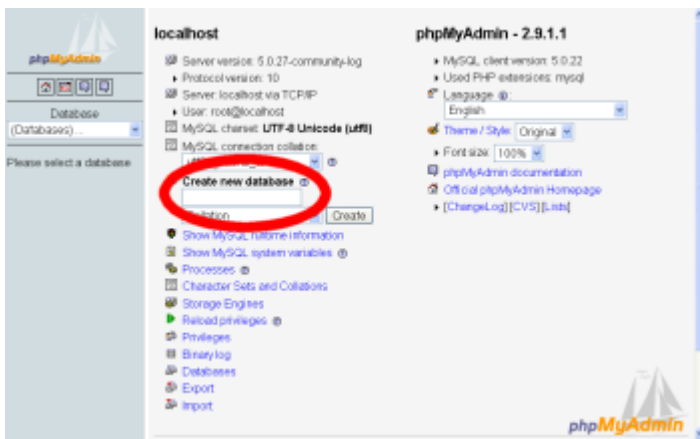 phpMyAdmin
Database
(Databases) ...
Please select a database
localhost
Server version: 5.0.27-community-log
Protocol version: 10
Server: localhost via TCP/IP
User: root@localhost
MySQL charset: UTF-8 Unicode (utf8)
MySQL connection collation:
Create new database
Collation
Create
Show MySQL runtime information
Show MySQL system variables
Processes
Character Sets and Collations
Storage Engines
Reload privileges
Privileges
Binary log
Databases
Export
Import
phpMyAdmin - 2.9.1.1
MySQL client version: 5.0.22
Used PHP extensions: mysql
Language :
English
Theme / Style: Original
Font size: 100%
phpMyAdmin documentation
Official phpMyAdmin Homepage
[ChangeLog] [CVS] [Lists]
phpMyAdmin